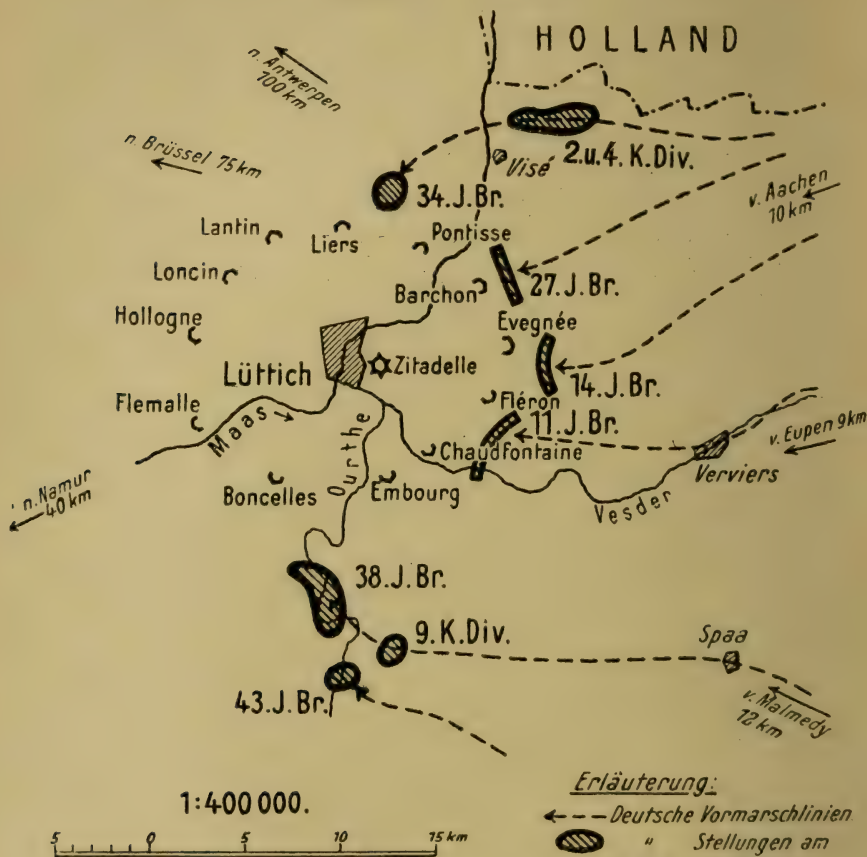 HOLLAND
n. Antwerpen
100 km
n. Brüssel 75 km
2. u. 4. K. Div.
Visé
v. Aachen
10 km
34. J. Br.
Lantin
Liers
Pontisse
Loncin
Barchon
27. J. Br.
Hollogne
Evegnée
Lüttich
Zitadelle
14. J. Br.
Flemalle
Fléron
11. J. Br.
Maas
Ourthe
Chaudfontaine
v. Eupen 9 km
Verviers
n. Namur
40 km
Boncelles
Embourg
Vesder
38. J. Br.
9. K. Div.
Spaa
43. J. Br.
v. Malmedy
12 km
1:400 000.
Erläuterung:
Deutsche Vormarschlinien
5 0 5 10 15 km
" Stellungen am